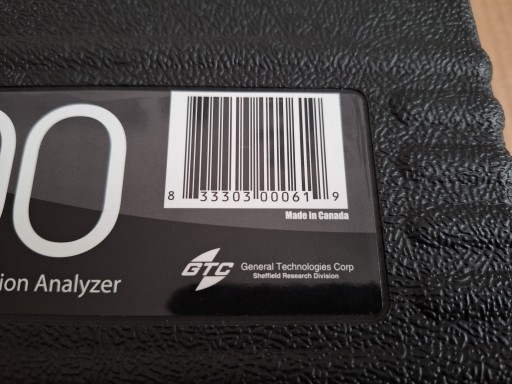 00
ion Analyzer
8 33303 00061 9
Made in Canada
GTC
General Technologies Corp
Sheffield Research Division